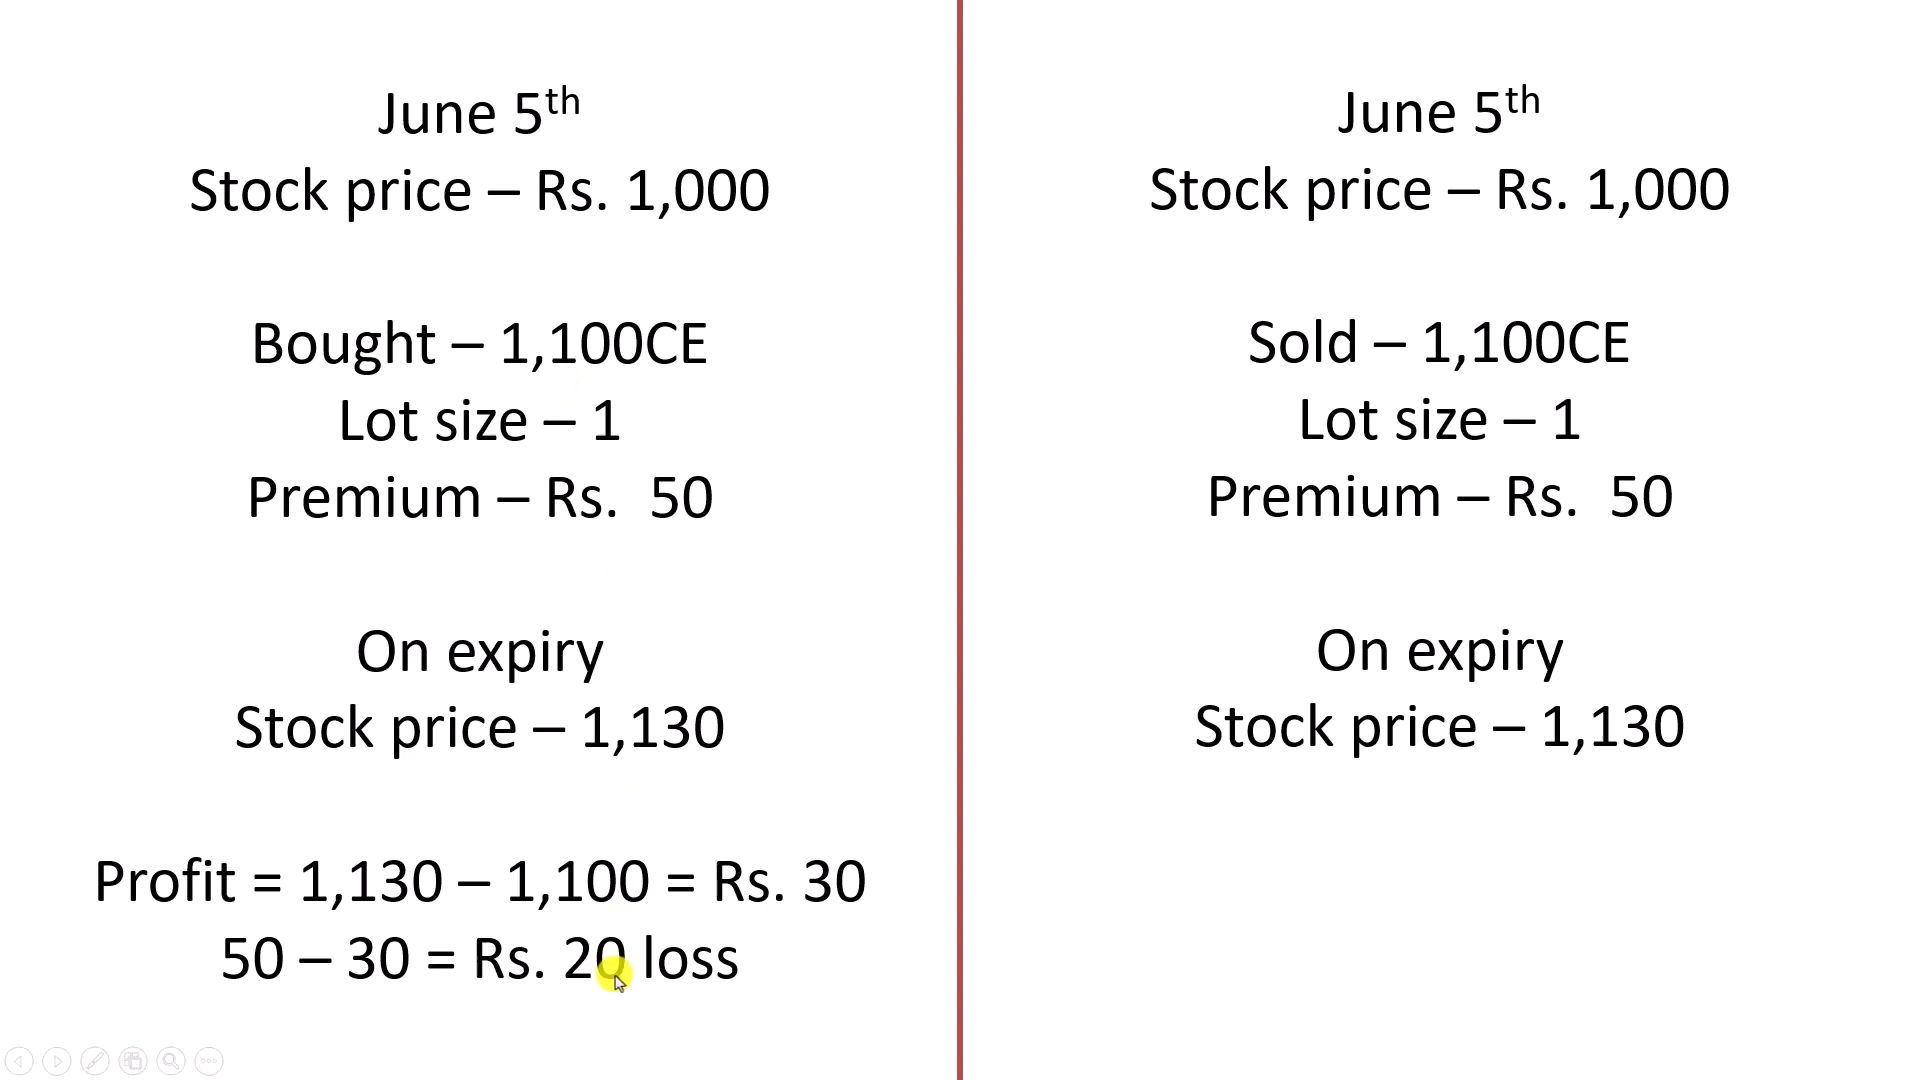 June 5th
Stock price – Rs. 1,000
Bought – 1,100CE
Lot size – 1
Premium – Rs.  50
On expiry
Stock price – 1,130
Profit = 1,130 – 1,100 = Rs. 30
50 – 30 = Rs. 20 loss
June 5th
Stock price – Rs. 1,000
Sold – 1,100CE
Lot size – 1
Premium – Rs.  50
On expiry
Stock price – 1,130